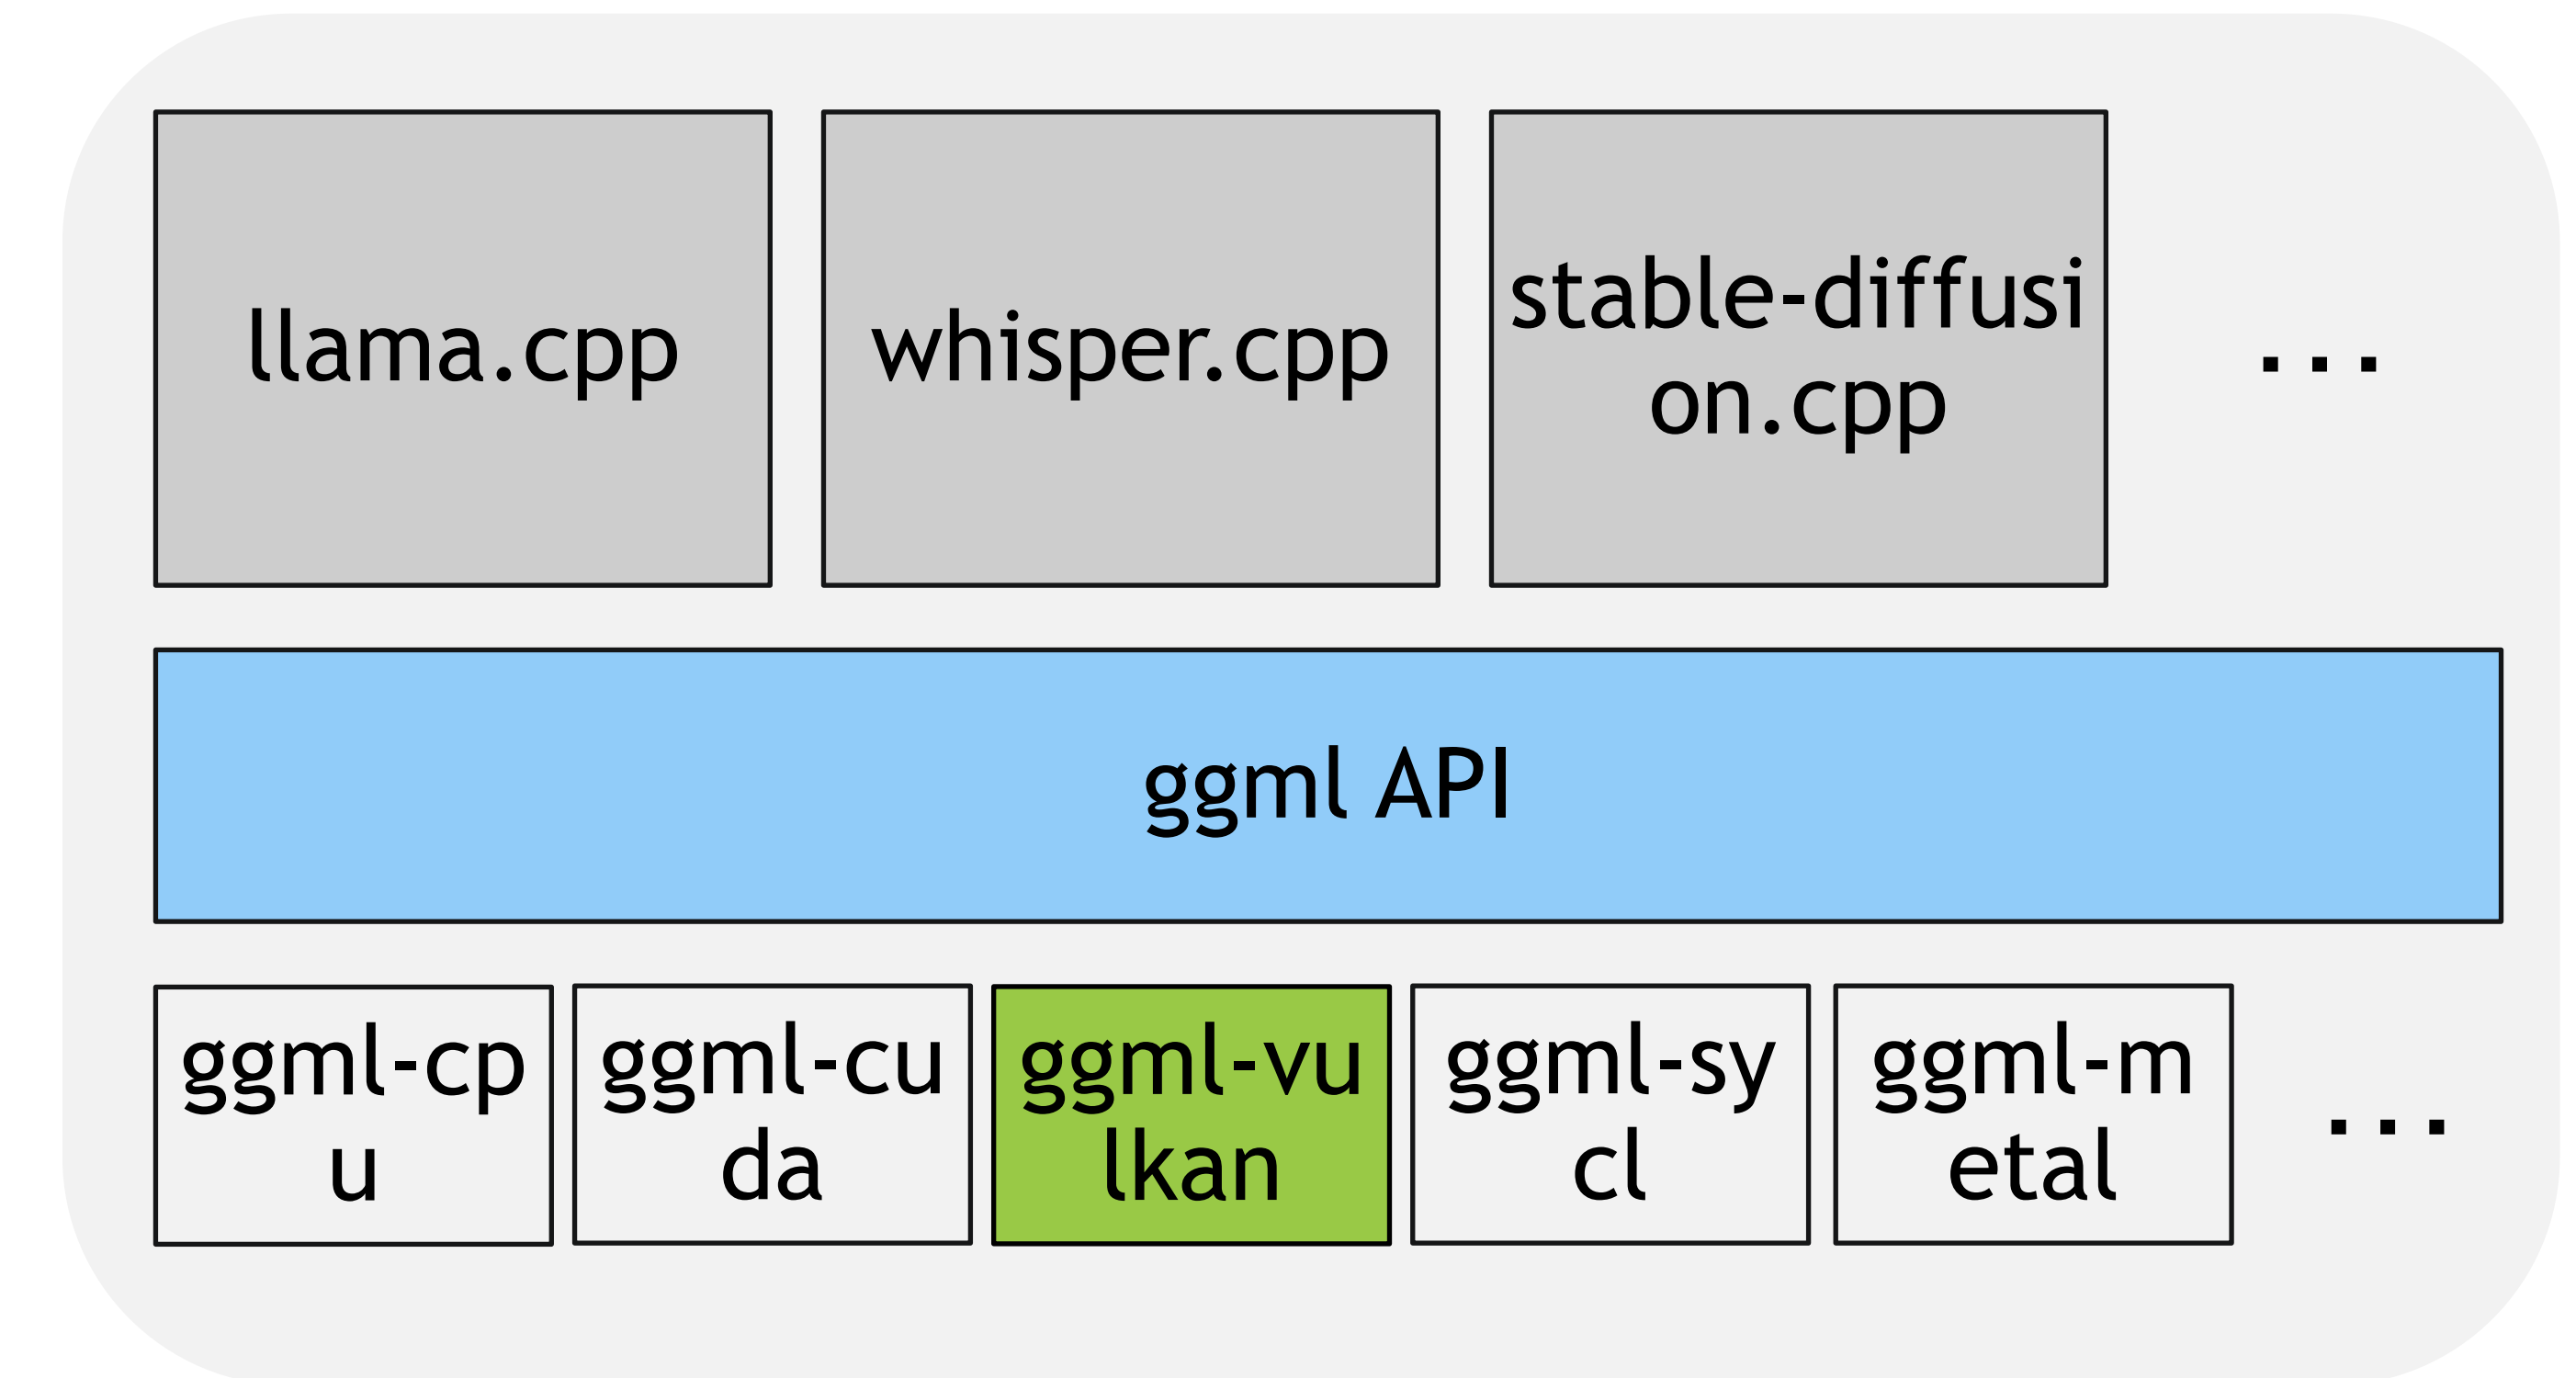 llama.cpp
whisper.cpp
stable-diffusi
on.cpp
...
ggml API
ggml-cp
u
ggml-cu
da
ggml-vu
lkan
ggml-sy
cl
ggml-m
etal
...